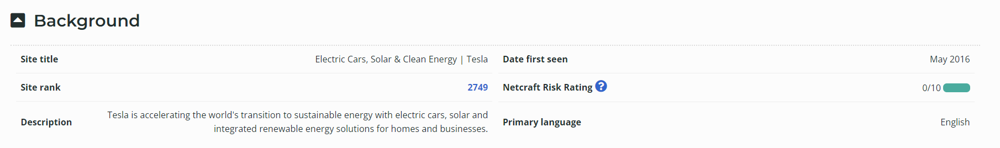 Background
Site title
Electric Cars, Solar & Clean Energy | Tesla
Date first seen
May 2016
Site rank
2749
Netcraft Risk Rating ?
0/10
Description
Tesla is accelerating the world's transition to sustainable energy with electric cars, solar and
integrated renewable energy solutions for homes and businesses.
Primary language
English